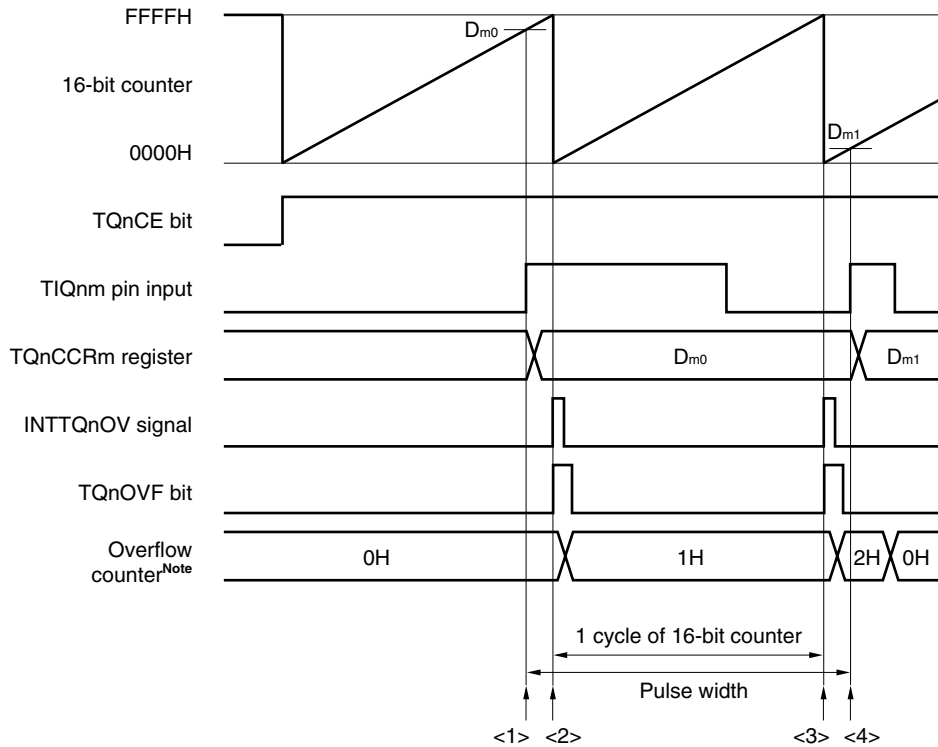 FFFFH
Dm0
16-bit counter
Dm1
0000H
TQnCE bit
TIQnm pin input
TQnCCRm register
Dm0
Dm1
INTTQnOV signal
TQnOVF bit
Overflow
counterNote
0H
1H
2H
0H
1 cycle of 16-bit counter
Pulse width
<1>
<2>
<3>
<4>